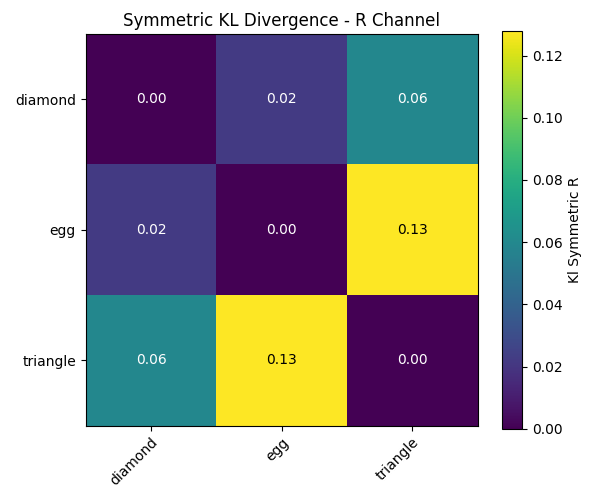 Symmetric KL Divergence - R Channel
diamond 0.00 0.02 0.06
egg 0.02 0.00 0.13
triangle 0.06 0.13 0.00
diamond egg triangle
0.12
0.10
0.08
0.06
0.04
0.02
0.00
Kl Symmetric R